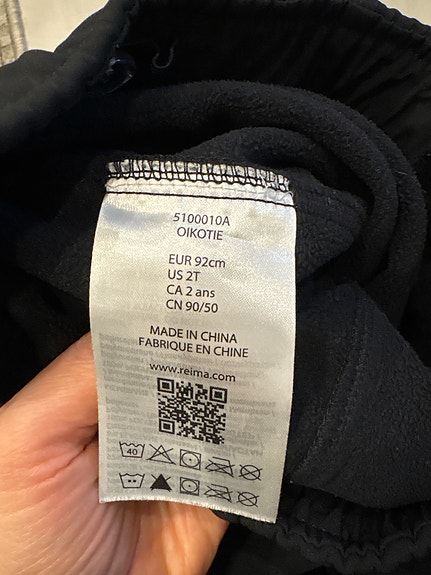 5100010A
OIKOTIE
EUR 92cm
US 2T
CA 2 ans
CN 90/50
MADE IN CHINA
FABRIQUE EN CHINE
www.reima.com
40